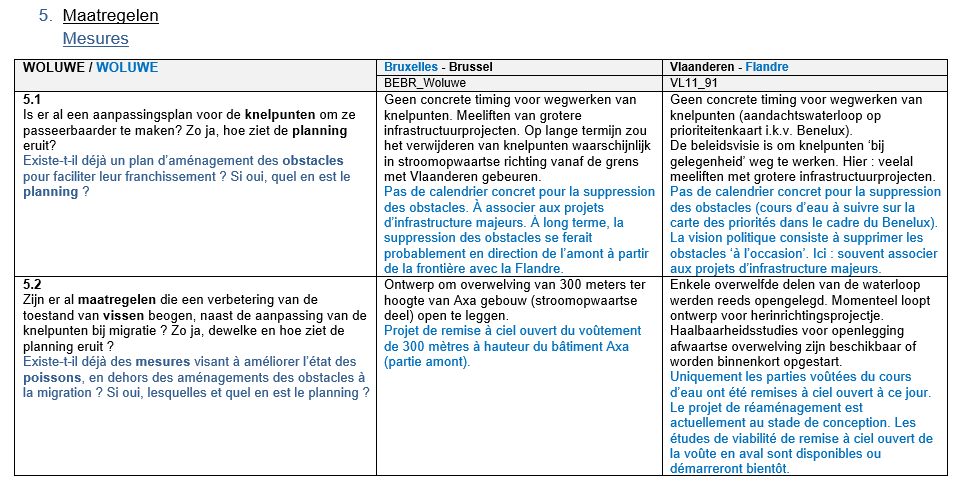 5. Maatregelen
Mesures
WOLUWE / WOLUWE
Bruxelles - Brussel
Vlaanderen - Flandre
BEBR_Woluwe
VL11_91
5.1
Is er al een aanpassingsplan voor de knelpunten om ze
passeerbaarder te maken? Zo ja, hoe ziet de planning
eruit?
Existe-t-il déjà un plan d’aménagement des obstacles
pour faciliter leur franchissement ? Si oui, quel en est le
planning ?
Geen concrete timing voor wegwerken van
knelpunten. Meeliften van grotere
infrastructuurprojecten. Op lange termijn zou
het verwijderen van knelpunten waarschijnlijk
in stroomopwaartse richting vanaf de grens
met Vlaanderen gebeuren.
Pas de calendrier concret pour la suppression
des obstacles. À associer aux projets
d’infrastructure majeurs. À long terme, la
suppression des obstacles se ferait
probablement en direction de l’amont à partir
de la frontière avec la Flandre.
Geen concrete timing voor wegwerken van
knelpunten (aandachtswaterloop op
prioriteitenkaart i.k.v. Benelux).
De beleidsvisie is om knelpunten ‘bij
gelegenheid’ weg te werken. Hier : veelal
meeliften met grotere infrastructuurprojecten.
Pas de calendrier concret pour la suppression
des obstacles (cours d’eau à suivre sur la
carte des priorités dans le cadre du Benelux).
La vision politique consiste à supprimer les
obstacles ‘à l’occasion’. Ici : souvent associer
aux projets d’infrastructure majeurs.
5.2
Zijn er al maatregelen die een verbetering van de
toestand van vissen beogen, naast de aanpassing van de
knelpunten bij migratie ? Zo ja, dewelke en hoe ziet de
planning eruit ?
Existe-t-il déjà des mesures visant à améliorer l’état des
poissons, en dehors des aménagements des obstacles à
la migration ? Si oui, lesquelles et quel en est le planning ?
Ontwerp om overwelving van 300 meters ter
hoogte van Axa gebouw (stroomopwaartse
deel) open te leggen.
Projet de remise à ciel ouvert du voûtement
de 300 mètres à hauteur du bâtiment Axa
(partie amont).
Enkele overwelfde delen van de waterloop
werden reeds opengelegd. Momenteel loopt
ontwerp voor herinrichtingsprojectje.
Haalbaarheidsstudies voor openlegging
afwaartse overwelving zijn beschikbaar of
worden binnenkort opgestart.
Uniquement les parties voûtées du cours
d’eau ont été remises à ciel ouvert à ce jour.
Le projet de réaménagement est
actuellement au stade de conception. Les
études de viabilité de remise à ciel ouvert de
la voûte en aval sont disponibles ou
démarreront bientôt.